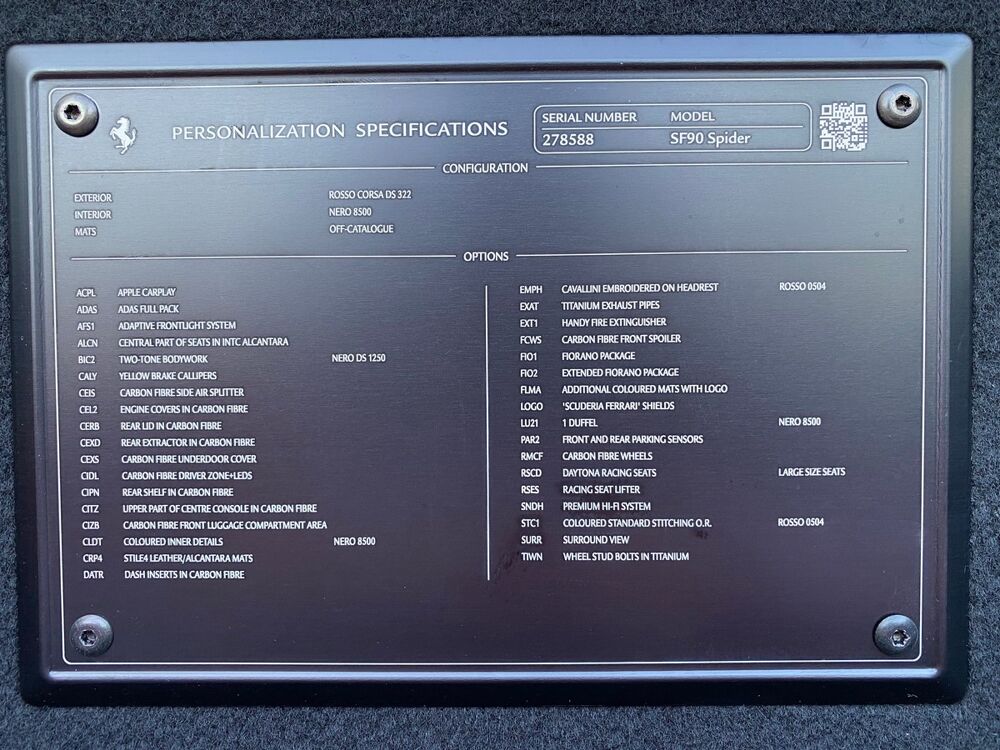 PERSONALIZATION SPECIFICATIONS
SERIAL NUMBER MODEL
278588 SF90 Spider
CONFIGURATION
EXTERIOR ROSSO CORSA DS 322
INTERIOR NERO 8500
MATS OFF-CATALOGUE
OPTIONS
ACPL APPLE CARPLAY
ADAS ADAS FULL PACK
AFS1 ADAPTIVE FRONTLIGHT SYSTEM
ALCN CENTRAL PART OF SEATS IN INTC ALCANTARA
BIC2 TWO-TONE BODYWORK NERO DS 1250
CALY YELLOW BRAKE CALLIPERS
CEIS CARBON FIBRE SIDE AIR SPLITTER
CEL2 ENGINE COVERS IN CARBON FIBRE
CERB REAR LID IN CARBON FIBRE
CEXD REAR EXTRACTOR IN CARBON FIBRE
CEXS CARBON FIBRE UNDERDOOR COVER
CIDL CARBON FIBRE DRIVER ZONE+LEDS
CIPN REAR SHELF IN CARBON FIBRE
CITZ UPPER PART OF CENTRE CONSOLE IN CARBON FIBRE
CIZB CARBON FIBRE FRONT LUGGAGE COMPARTMENT AREA
CLDT COLOURED INNER DETAILS NERO 8500
CRP4 STILE4 LEATHER/ALCANTARA MATS
DATR DASH INSERTS IN CARBON FIBRE
EMPH CAVALLINI EMBROIDERED ON HEADREST ROSSO 0504
EXAT TITANIUM EXHAUST PIPES
EXT1 HANDY FIRE EXTINGUISHER
FCWS CARBON FIBRE FRONT SPOILER
FIO1 FIORANO PACKAGE
FIO2 EXTENDED FIORANO PACKAGE
FLMA ADDITIONAL COLOURED MATS WITH LOGO
LOGO 'SCUDERIA FERRARI' SHIELDS
LU21 1 DUFFEL NERO 8500
PAR2 FRONT AND REAR PARKING SENSORS
RMCF CARBON FIBRE WHEELS
RSCD DAYTONA RACING SEATS LARGE SIZE SEATS
RSES RACING SEAT LIFTER
SNDH PREMIUM HI-FI SYSTEM
STC1 COLOURED STANDARD STITCHING O.R. ROSSO 0504
SURR SURROUND VIEW
TIWN WHEEL STUD BOLTS IN TITANIUM